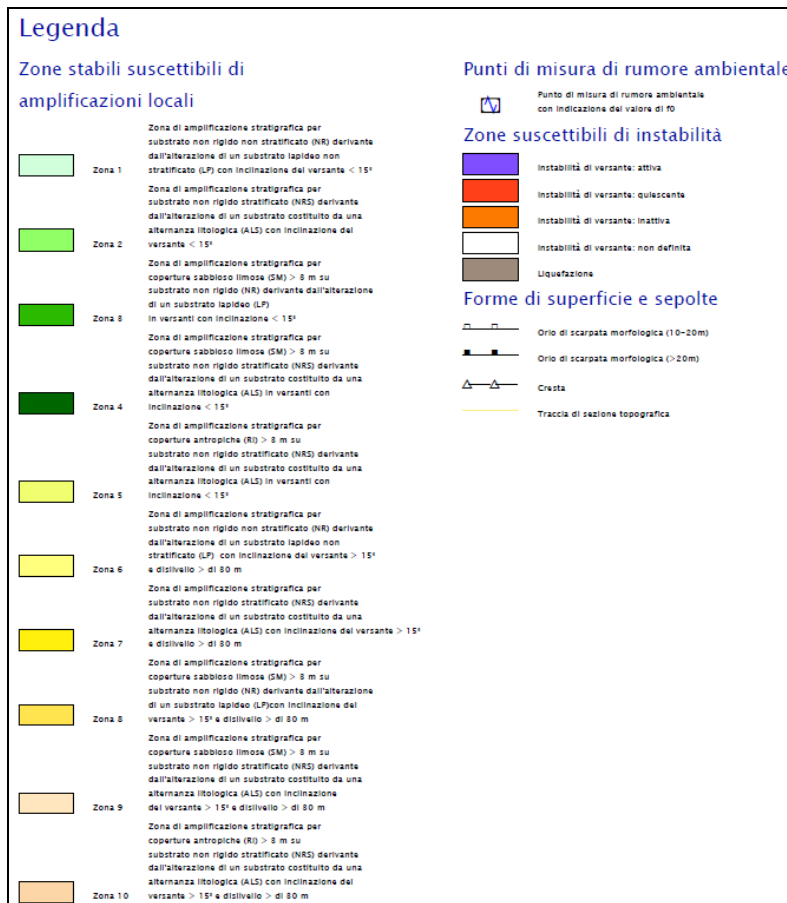 Legenda
Zone stabili suscettibili di
amplificazioni locali
Zona di amplificazione stratigrafica per
substrato non rigido non stratificato (NR) derivante
dall'alterazione di un substrato lapideo non
stratificato (LP) con inclinazione del versante < 15°
Zona 1
Zona di amplificazione stratigrafica per
substrato non rigido stratificato (NRS) derivante
dall'alterazione di un substrato costituito da una
alternanza litologica (ALS) con inclinazione del
versante < 15°
Zona 2
Zona di amplificazione stratigrafica per
coperture sabbioso limose (SM) > 8 m su
substrato non rigido (NR) derivante dall'alterazione
di un substrato lapideo (LP)
in versanti con inclinazione < 15°
Zona 3
Zona di amplificazione stratigrafica per
coperture sabbioso limose (SM) > 8 m su
substrato non rigido stratificato (NRS) derivante
dall'alterazione di un substrato costituito da una
alternanza litologica (ALS) in versanti con
inclinazione < 15°
Zona 4
Zona di amplificazione stratigrafica per
coperture antropiche (RI) > 8 m su
substrato non rigido stratificato (NRS) derivante
dall'alterazione di un substrato costituito da una
alternanza litologica (ALS) in versanti con
inclinazione < 15°
Zona 5
Zona di amplificazione stratigrafica per
substrato non rigido non stratificato (NR) derivante
dall'alterazione di un substrato lapideo non
stratificato (LP) con inclinazione del versante > 15°
e dislivello > di 80 m
Zona 6
Zona di amplificazione stratigrafica per
substrato non rigido stratificato (NRS) derivante
dall'alterazione di un substrato costituito da una
alternanza litologica (ALS) con inclinazione del versante > 15°
e dislivello > di 80 m
Zona 7
Zona di amplificazione stratigrafica per
coperture sabbioso limose (SM) > 8 m su
substrato non rigido (NR) derivante dall'alterazione
di un substrato lapideo (LP)con inclinazione del
versante > 15° e dislivello > di 80 m
Zona 8
Zona di amplificazione stratigrafica per
coperture sabbioso limose (SM) > 8 m su
substrato non rigido stratificato (NRS) derivante
dall'alterazione di un substrato costituito da una
alternanza litologica (ALS) con inclinazione
del versante > 15° e dislivello > di 80 m
Zona 9
Zona di amplificazione stratigrafica per
coperture antropiche (RI) > 8 m su
substrato non rigido stratificato (NRS) derivante
dall'alterazione di un substrato costituito da una
alternanza litologica (ALS) con inclinazione del
versante > 15° e dislivello > di 80 m
Zona 10
Punti di misura di rumore ambientale
Punto di misura di rumore ambientale
con indicazione del valore di f0
Zone suscettibili di instabilità
Instabilità di versante: attiva
Instabilità di versante: quiescente
Instabilità di versante: inattiva
Instabilità di versante: non definita
Liquefazione
Forme di superficie e sepolte
Orlo di scarpata morfologica (10-20m)
Orlo di scarpata morfologica (>20m)
Cresta
Traccia di sezione topografica